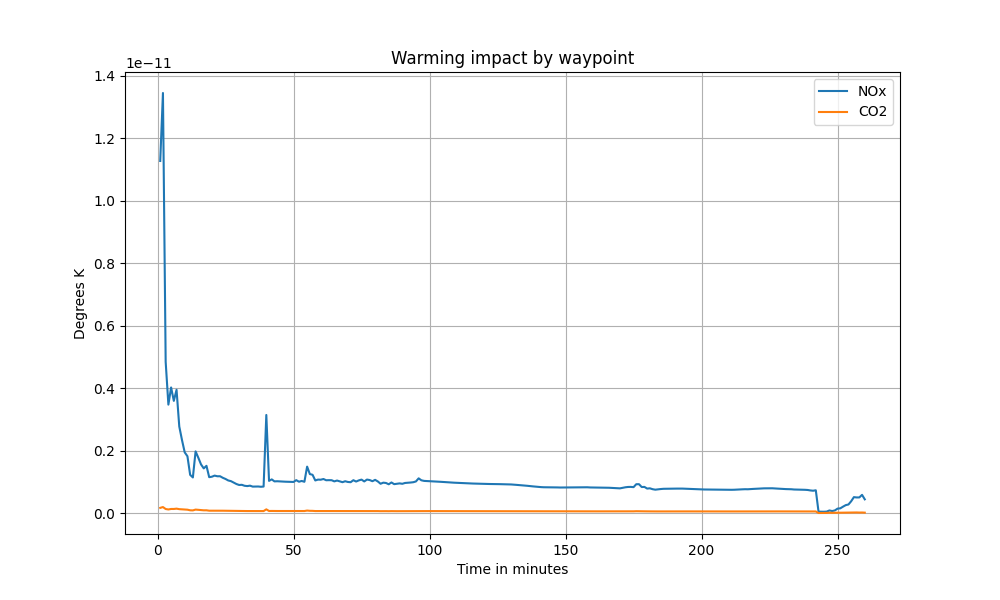 Warming impact by waypoint
1e−11
1.4
1.2
1.0
0.8
0.6
0.4
0.2
0.0
Degrees K
NOx
CO2
0 50 100 150 200 250
Time in minutes